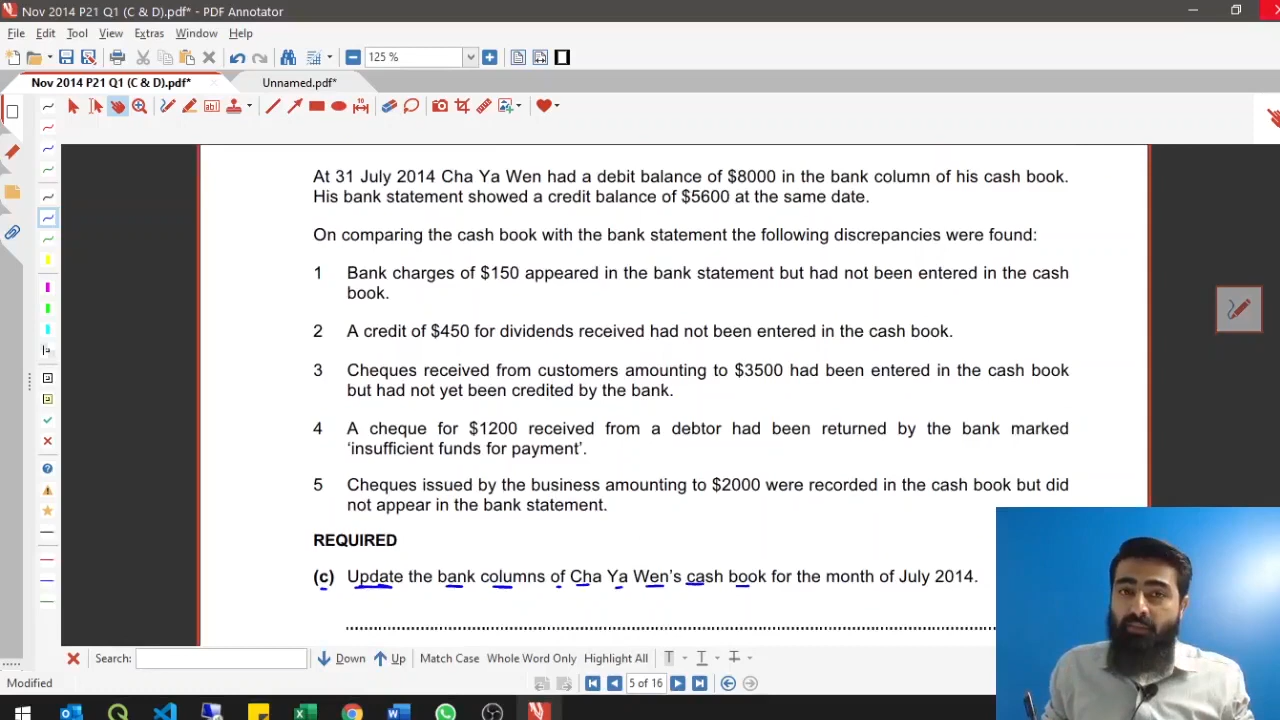 Nov 2014 P21 Q1 (C & D).pdf* - PDF Annotator
File Edit Tool Document Extras Window Help
125 %
Nov 2014 P21 Q1 (C & D).pdf* Unnamed.pdf*
At 31 July 2014 Cha Ya Wen had a debit balance of $8000 in the bank column of his cash book.
His bank statement showed a credit balance of $5600 at the same date.
On comparing the cash book with the bank statement the following discrepancies were found:
1 Bank charges of $150 appeared in the bank statement but had not been entered in the cash
book.
2 A credit of $450 for dividends received had not been entered in the cash book.
3 Cheques received from customers amounting to $3500 had been entered in the cash book
but had not yet been credited by the bank.
4 A cheque for $1200 received from a debtor had been returned by the bank marked
‘insufficient funds for payment’.
5 Cheques issued by the business amounting to $2000 were recorded in the cash book but did
not appear in the bank statement.
REQUIRED
(c) Update the bank columns of Cha Ya Wen’s cash book for the month of July 2014.
Search: Down Up Match Case Whole Word Only Highlight All
Modified 5 of 16